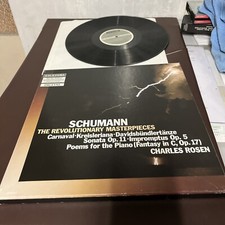 SCHUMANN
THE REVOLUTIONARY MASTERPIECES
Carnaval·Kreisleriana·Davidsbündlertänze
Sonata Op. 11·Impromptus Op. 5
Poems for the Piano (Fantasy in C, Op. 17)
CHARLES ROSEN